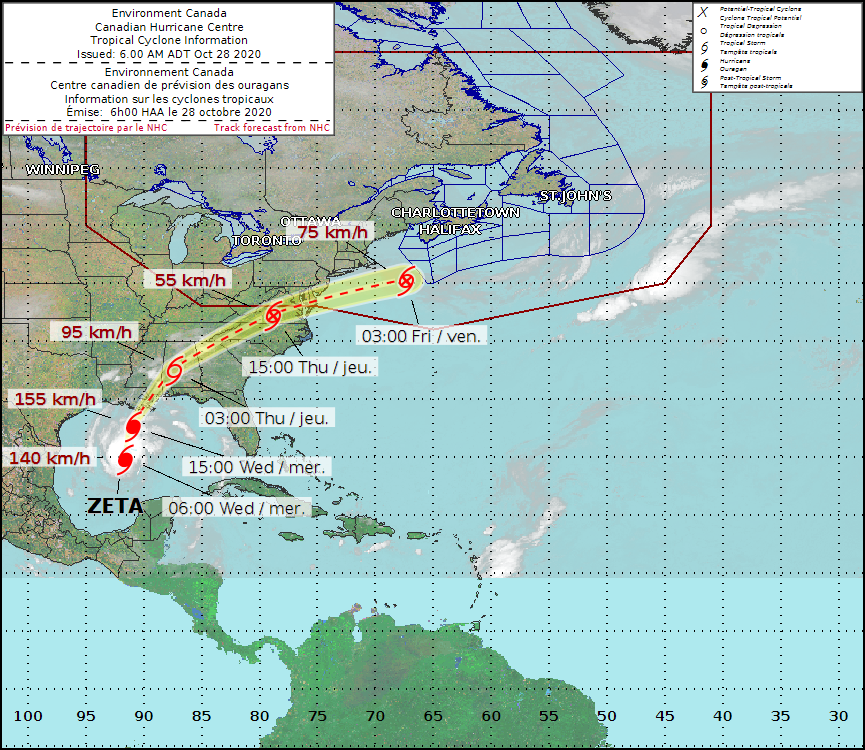 Environment Canada
Canadian Hurricane Centre
Tropical Cyclone Information
Issued: 6.00 AM ADT Oct 28 2020
Environnement Canada
Centre canadien de prévision des ouragans
Information sur les cyclones tropicaux
Émise:  6h00 HAA le 28 octobre 2020
Prévision de trajectoire par le NHC
Track forecast from NHC
Potential-Tropical Cyclone
Cyclone Tropical Potential
Tropical Depression
Dépression tropicale
Tropical Storm
Tempête tropicale
Hurricane
Ouragan
Post-Tropical Storm
Tempête post-tropicale
WINNIPEG
ST.JOHN'S
CHARLOTTETOWN
OTTAWA
HALIFAX
75 km/h
TORONTO
55 km/h
95 km/h
03:00 Fri / ven.
15:00 Thu / jeu.
155 km/h
03:00 Thu / jeu.
140 km/h
15:00 Wed / mer.
ZETA
06:00 Wed / mer.
100 95 90 85 80 75 70 65 60 55 50 45 40 35 30